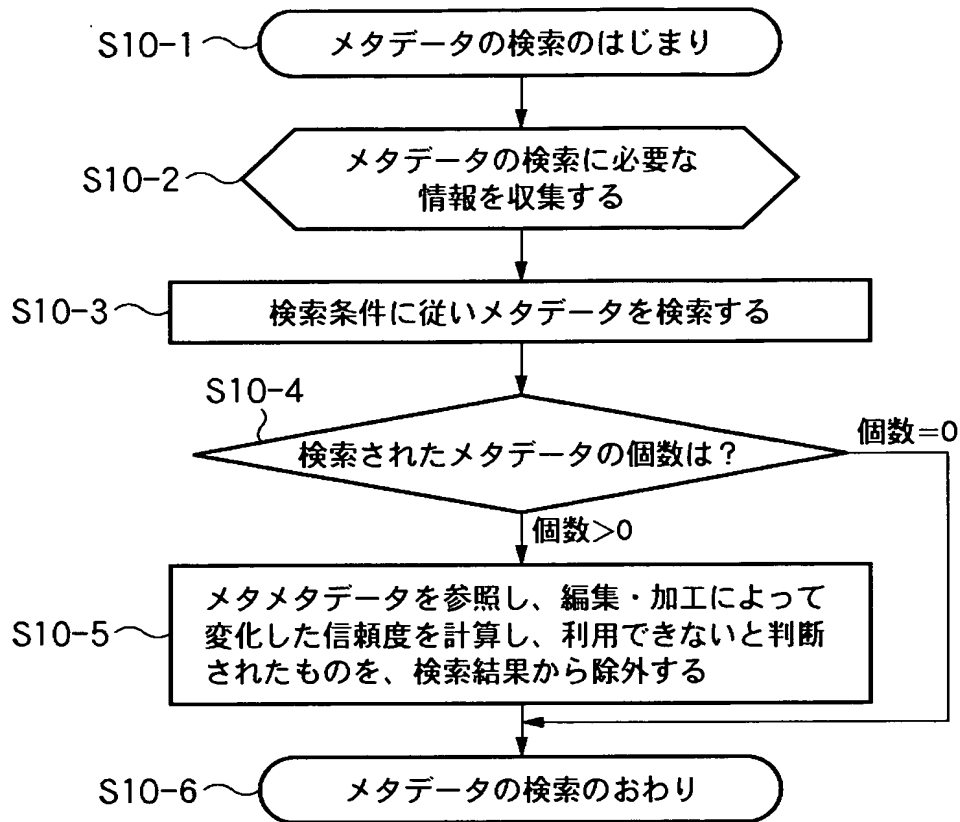 S10-1
メタデータの検索のはじまり
S10-2
メタデータの検索に必要な
情報を収集する
S10-3
検索条件に従いメタデータを検索する
S10-4
検索されたメタデータの個数は？
個数=0
個数>0
S10-5
メタメタデータを参照し、編集・加工によって
変化した信頼度を計算し、利用できないと判断
されたものを、検索結果から除外する
S10-6
メタデータの検索のおわり